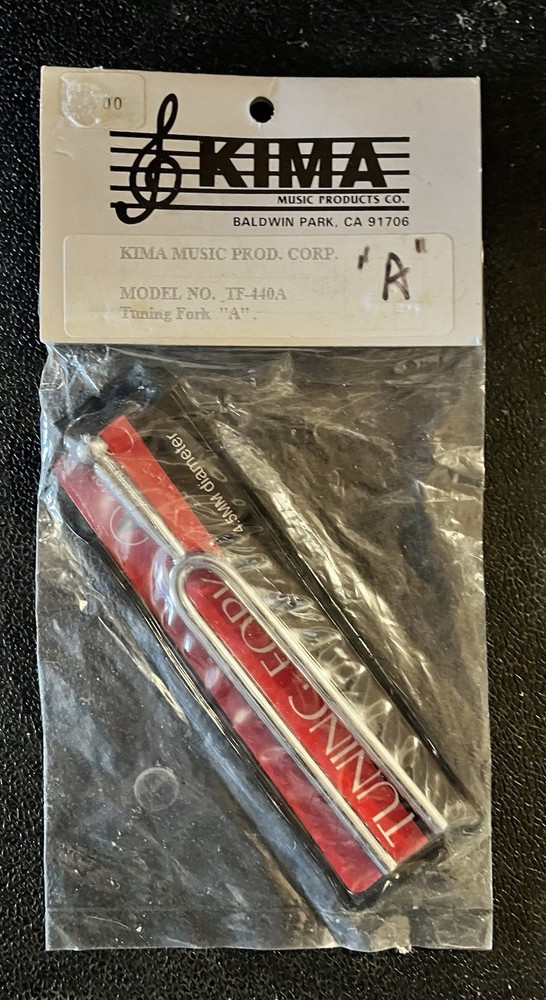 00
KIMA
MUSIC PRODUCTS CO.
BALDWIN PARK, CA 91706
KIMA MUSIC PROD. CORP.
"A"
MODEL NO. TF-440A
Tuning Fork "A".
4.5MM diameter
TUNING FORK